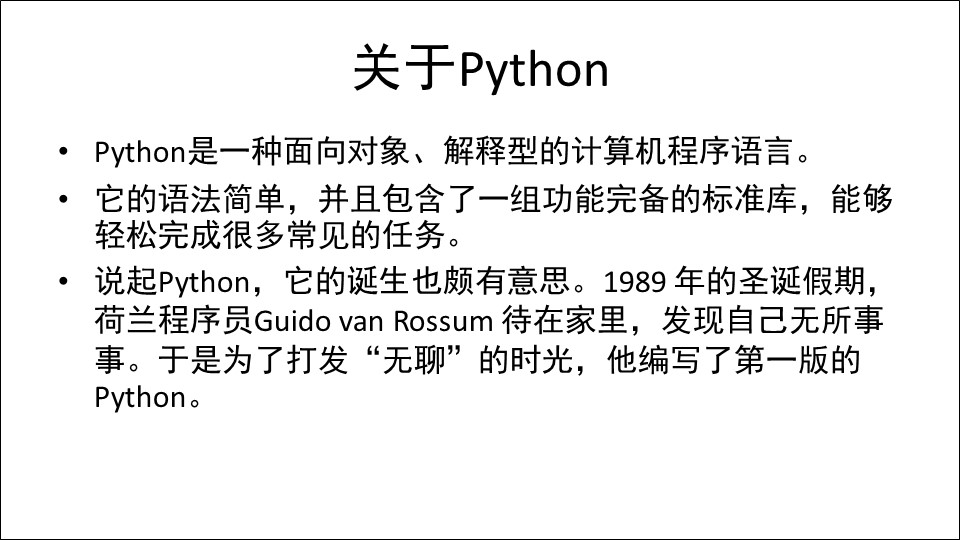 关于Python
• Python是一种面向对象、解释型的计算机程序语言。
• 它的语法简单，并且包含了一组功能完备的标准库，能够
轻松完成很多常见的任务。
• 说起Python，它的诞生也颇有意思。1989 年的圣诞假期，
荷兰程序员Guido van Rossum 待在家里，发现自己无所事
事。于是为了打发“无聊”的时光，他编写了第一版的
Python。